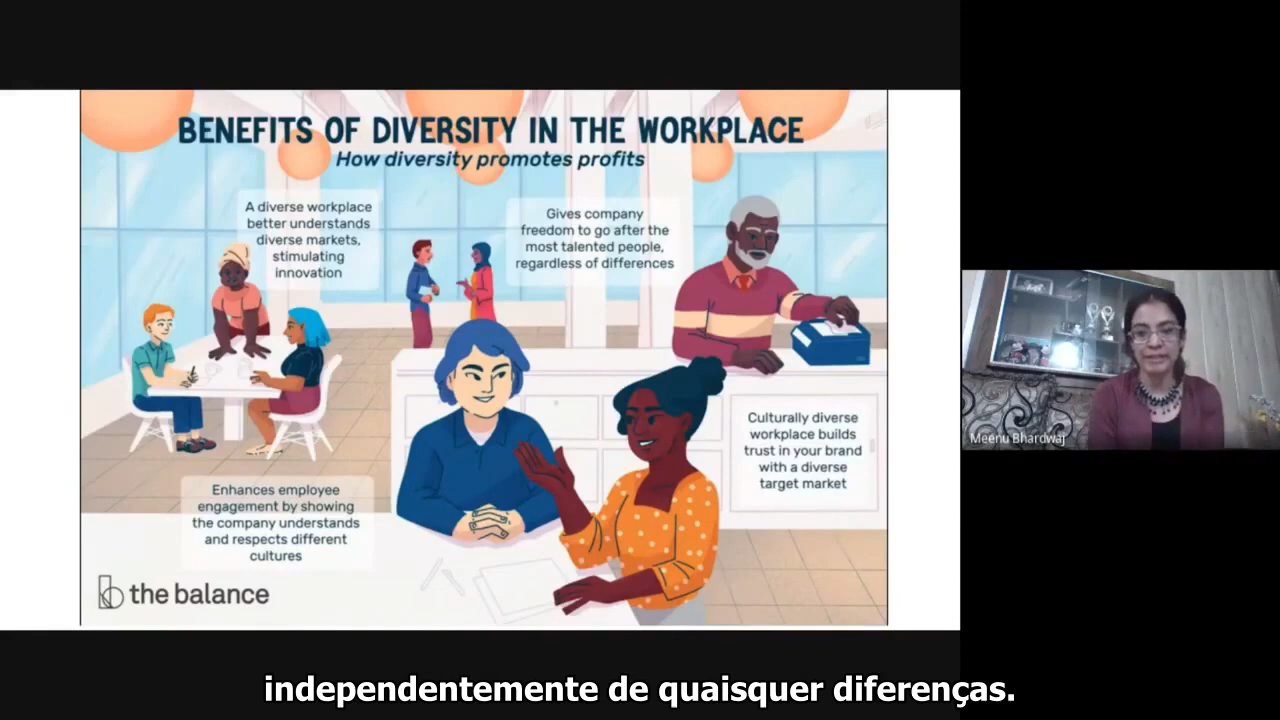 BENEFITS OF DIVERSITY IN THE WORKPLACE
How diversity promotes profits
A diverse workplace
better understands
diverse markets,
stimulating
innovation
Gives company
freedom to go after the
most talented people,
regardless of differences
Culturally diverse
workplace builds
trust in your brand
with a diverse
target market
Enhances employee
engagement by showing
the company understands
and respects different
cultures
the balance
Meenu Bhardwaj
independentemente de quaisquer diferenças.